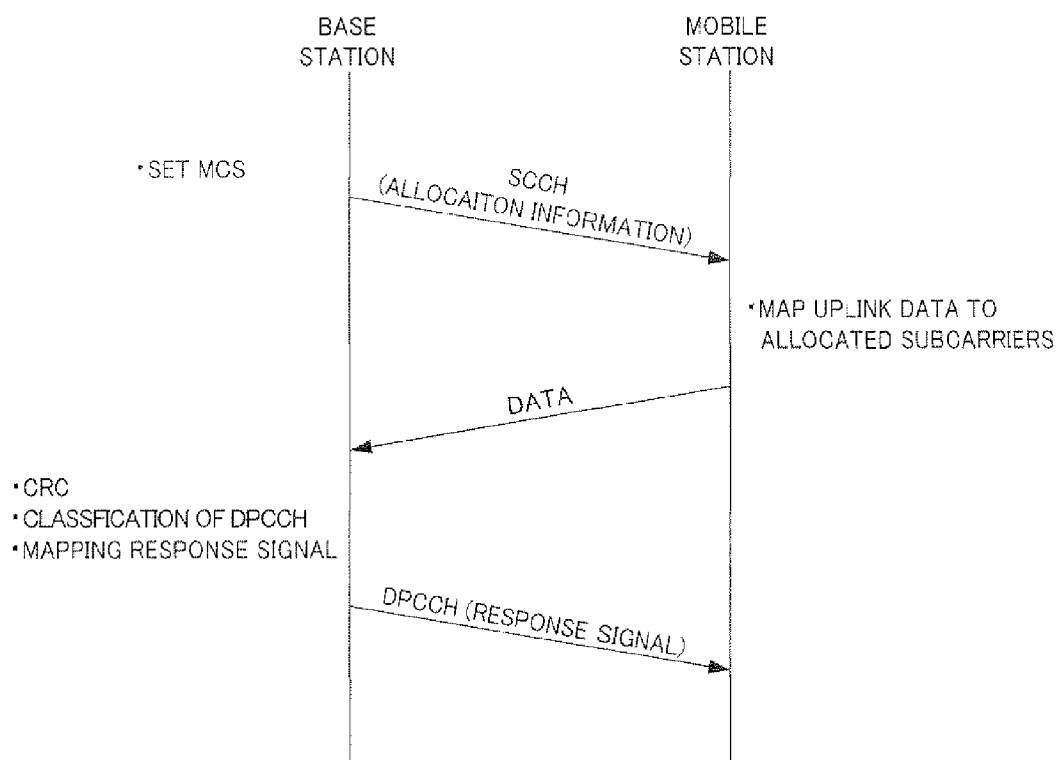 BASE
STATION
MOBILE
STATION
・SET MCS
SCCH
(ALLOCAITON INFORMATION)
・MAP UPLINK DATA TO
ALLOCATED SUBCARRIERS
DATA
・CRC
・CLASSFICATION OF DPCCH
・MAPPING RESPONSE SIGNAL
DPCCH (RESPONSE SIGNAL)